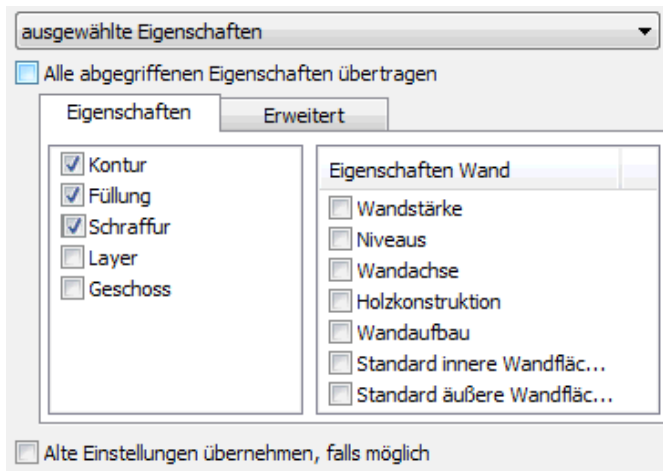 ausgewählte Eigenschaften
Alle abgegriffenen Eigenschaften übertragen
Eigenschaften Erweitert
Kontur
Füllung
Schraffur
Layer
Geschoss
Eigenschaften Wand
Wandstärke
Niveaus
Wandachse
Holzkonstruktion
Wandaufbau
Standard innere Wandfläc...
Standard äußere Wandfläc...
Alte Einstellungen übernehmen, falls möglich